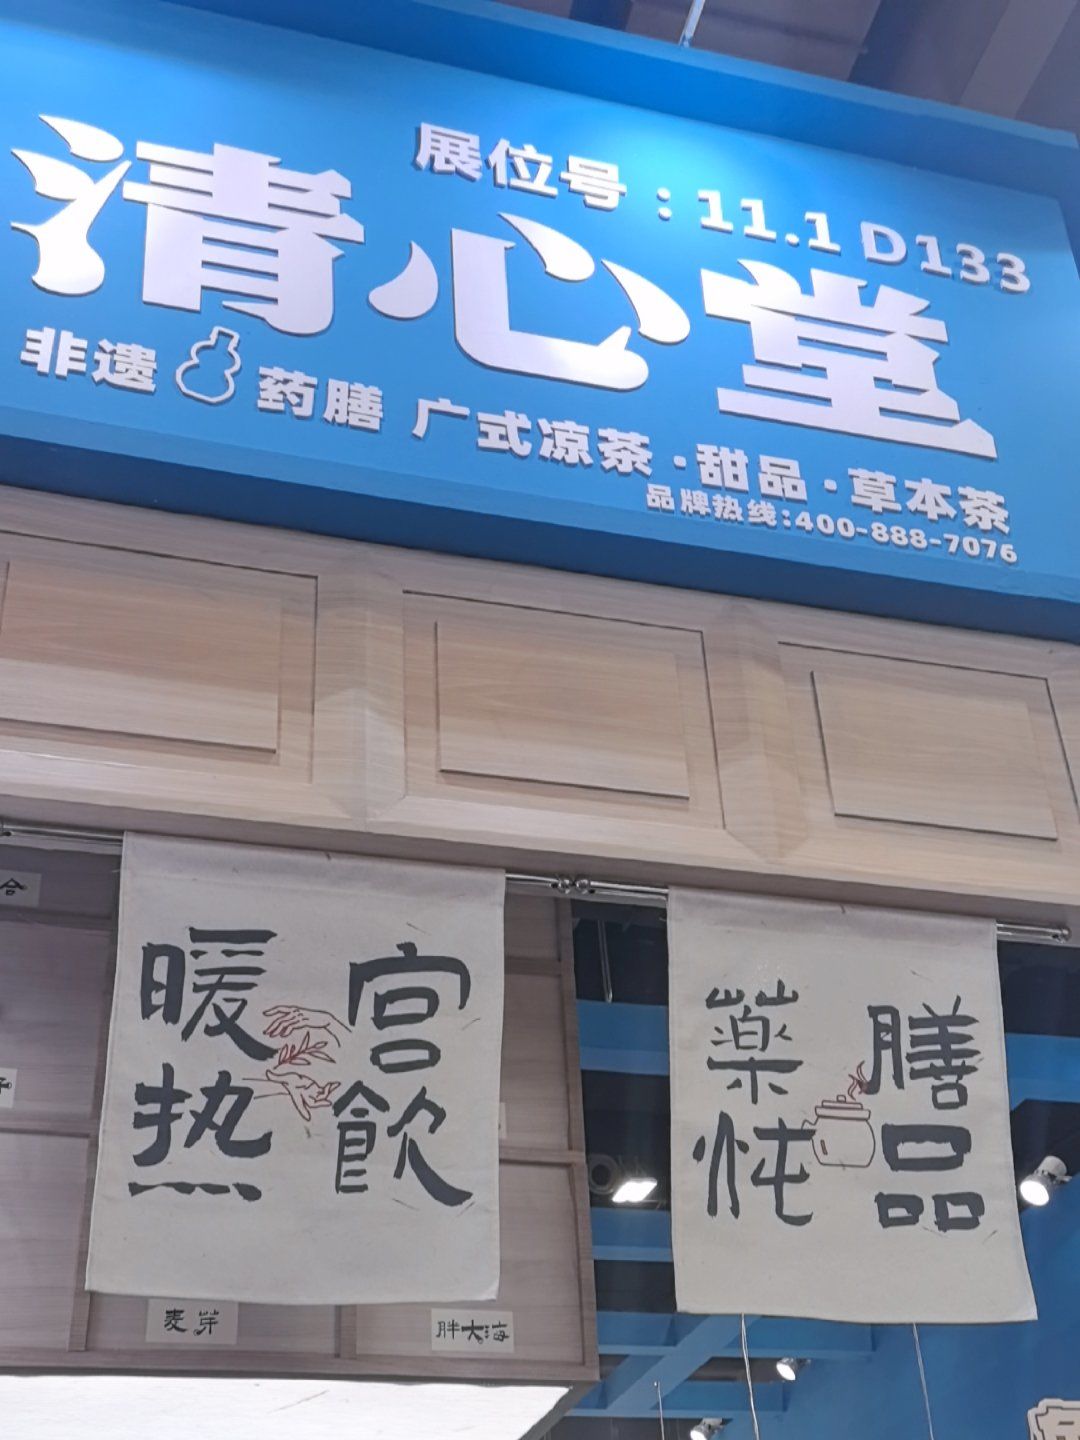 展位号：11.1 D133
清心堂
非遗 药膳 广式凉茶·甜品·草本茶
品牌热线:400-888-7076
暖宫
热飲
藥膳
炖品
合
麦芽
胖大海